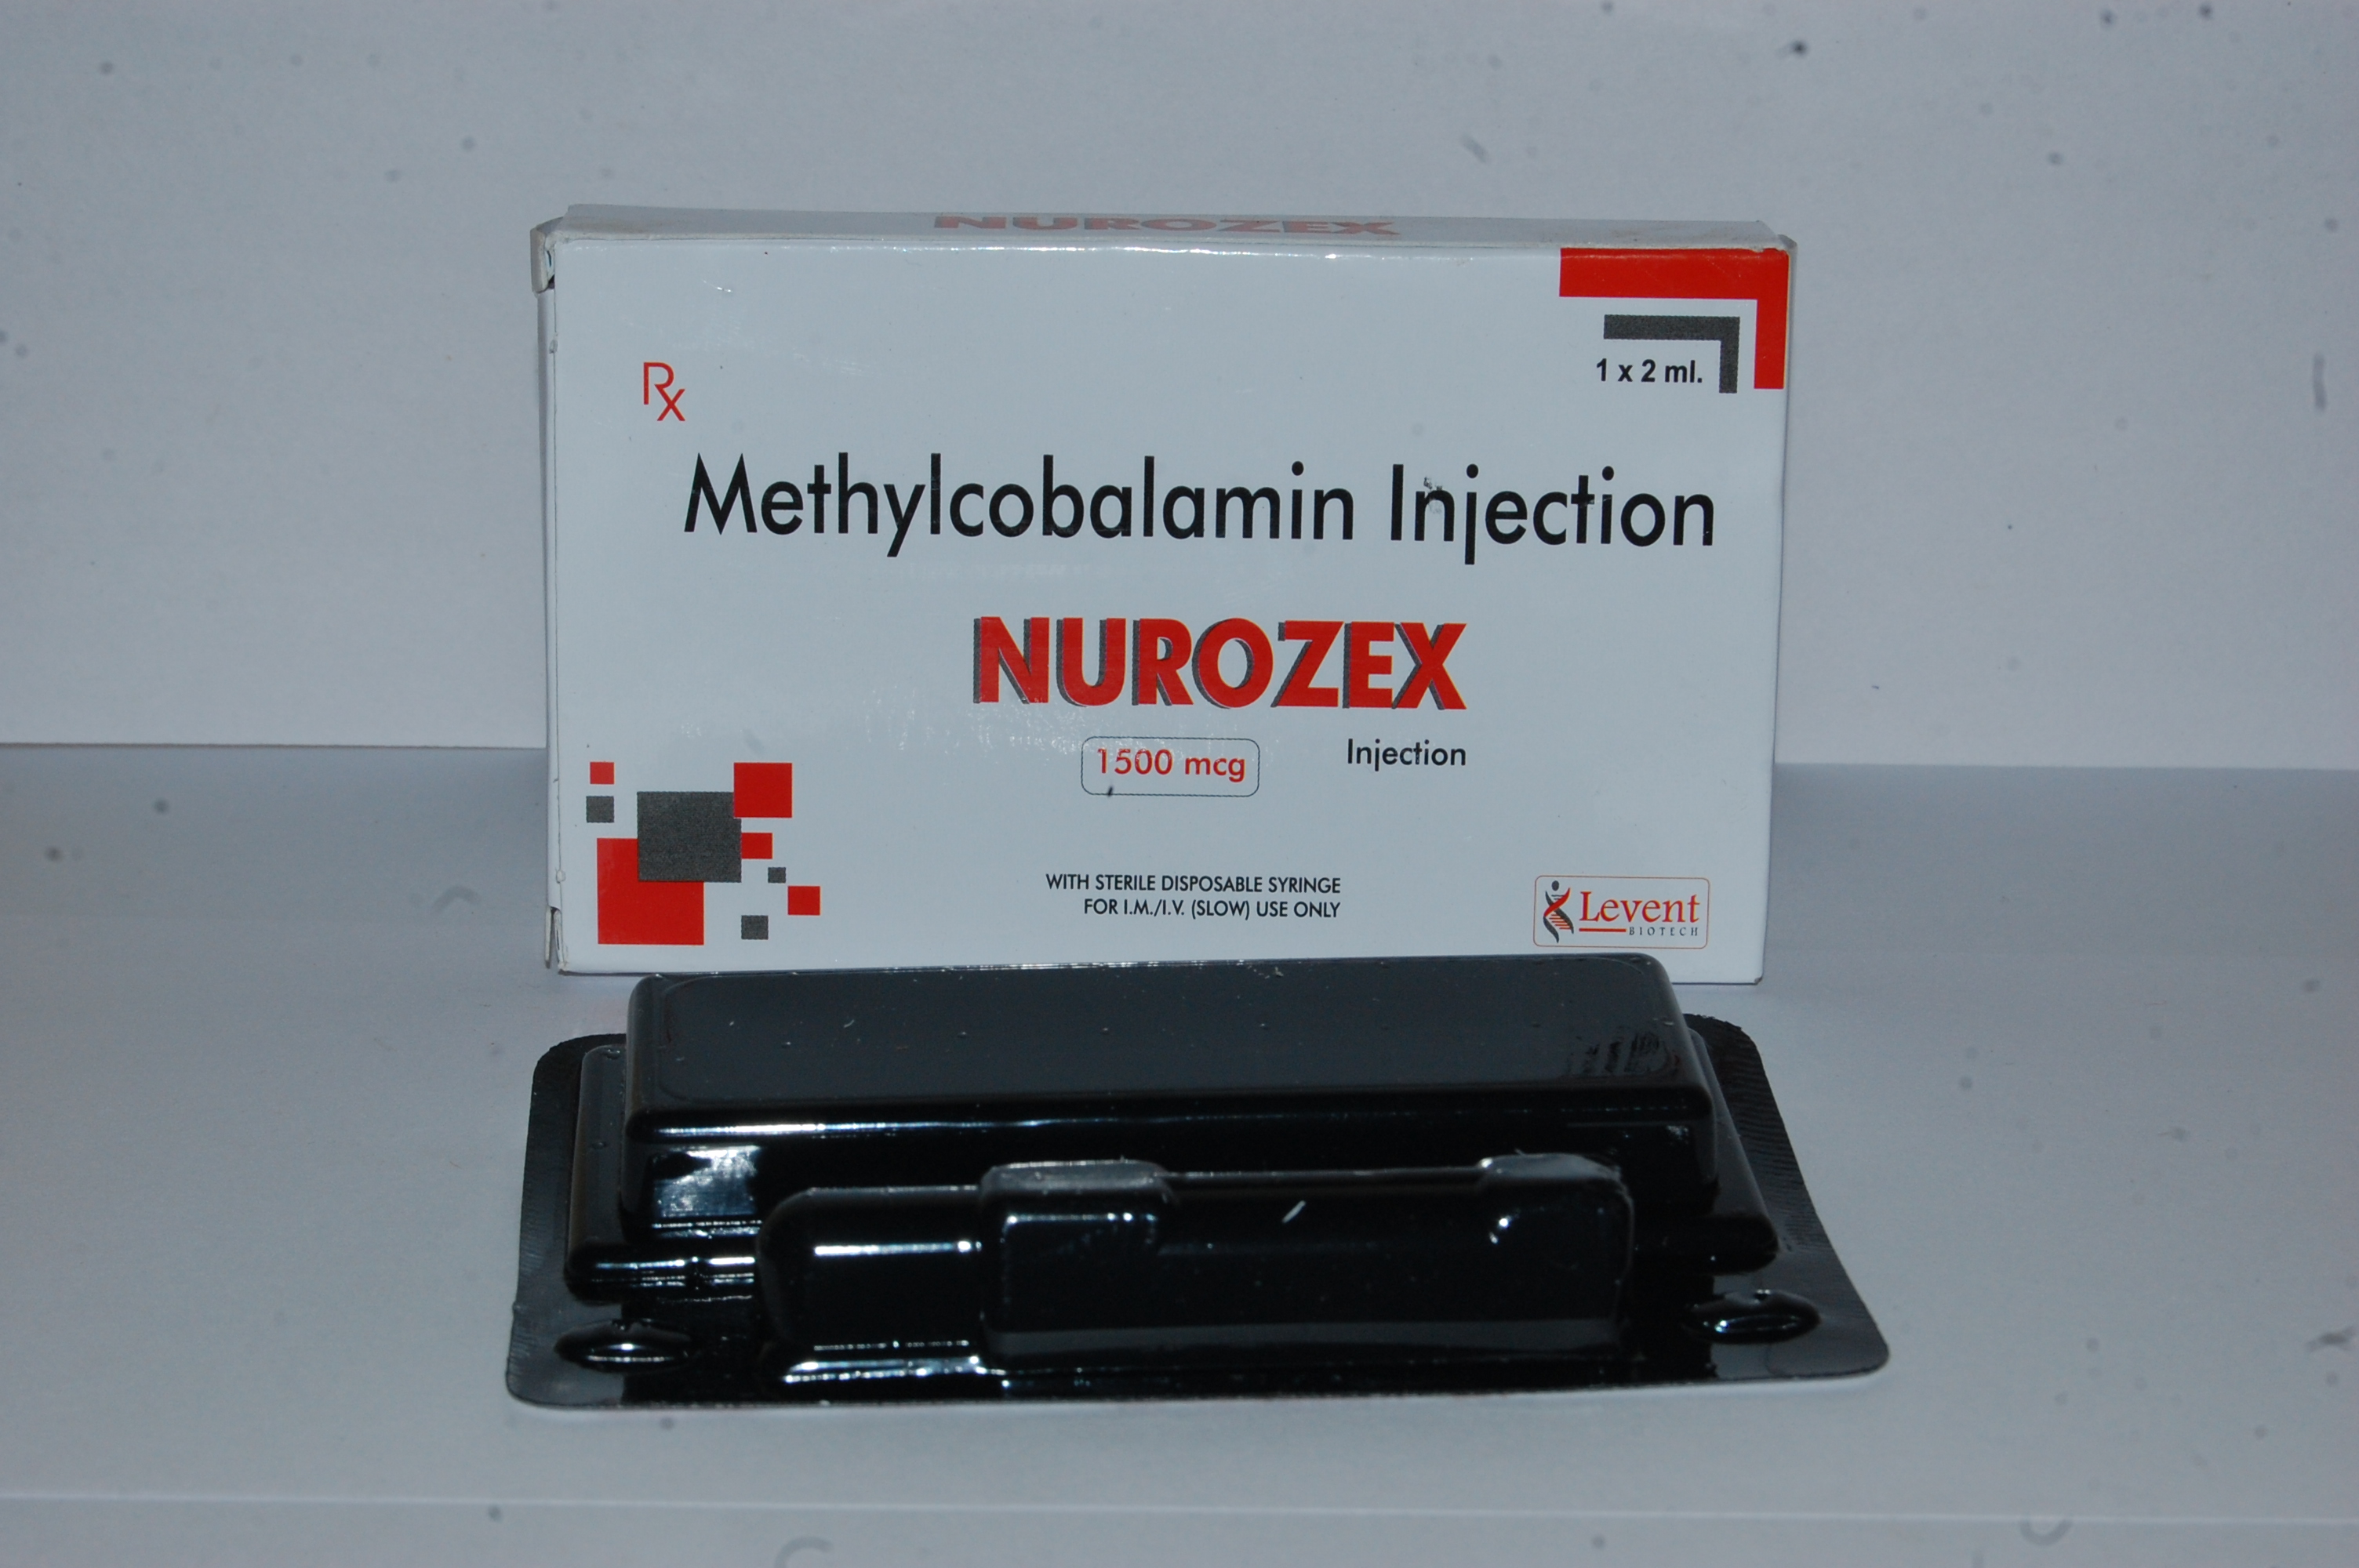 NUROZEX
1 x 2 ml.
Rx
Methylcobalamin Injection
NUROZEX
1500 mcg
Injection
WITH STERILE DISPOSABLE SYRINGE
FOR I.M./I.V. (SLOW) USE ONLY
Levent
BIOTECH